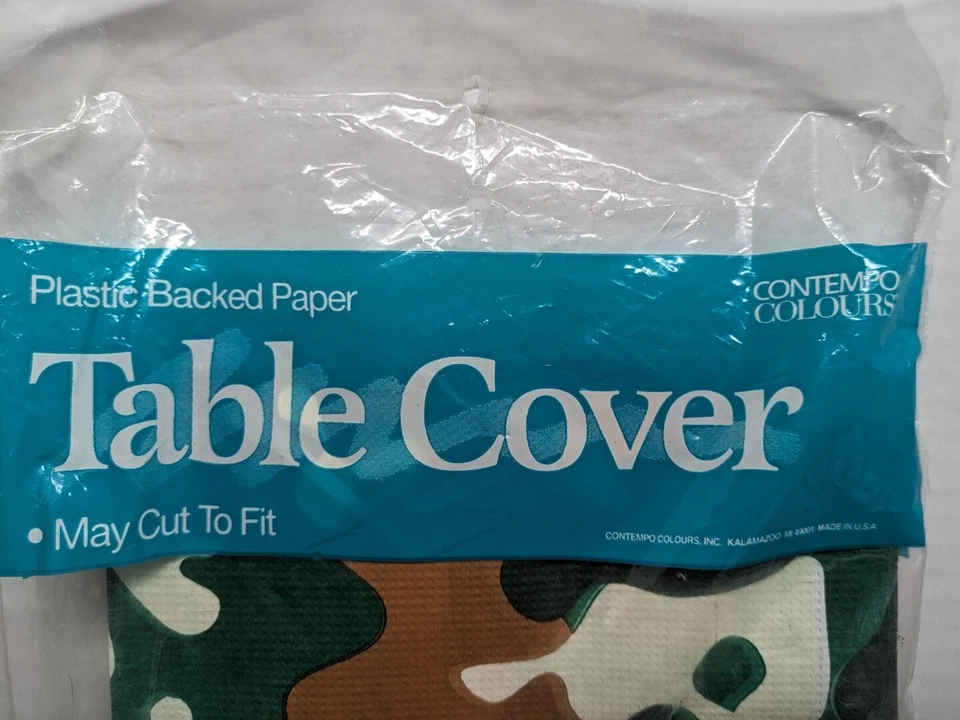 Plastic Backed Paper
CONTEMPO
COLOURS
Table Cover
• May Cut To Fit
CONTEMPO COLOURS, INC. KALAMAZOO MI 49001 MADE IN U.S.A.